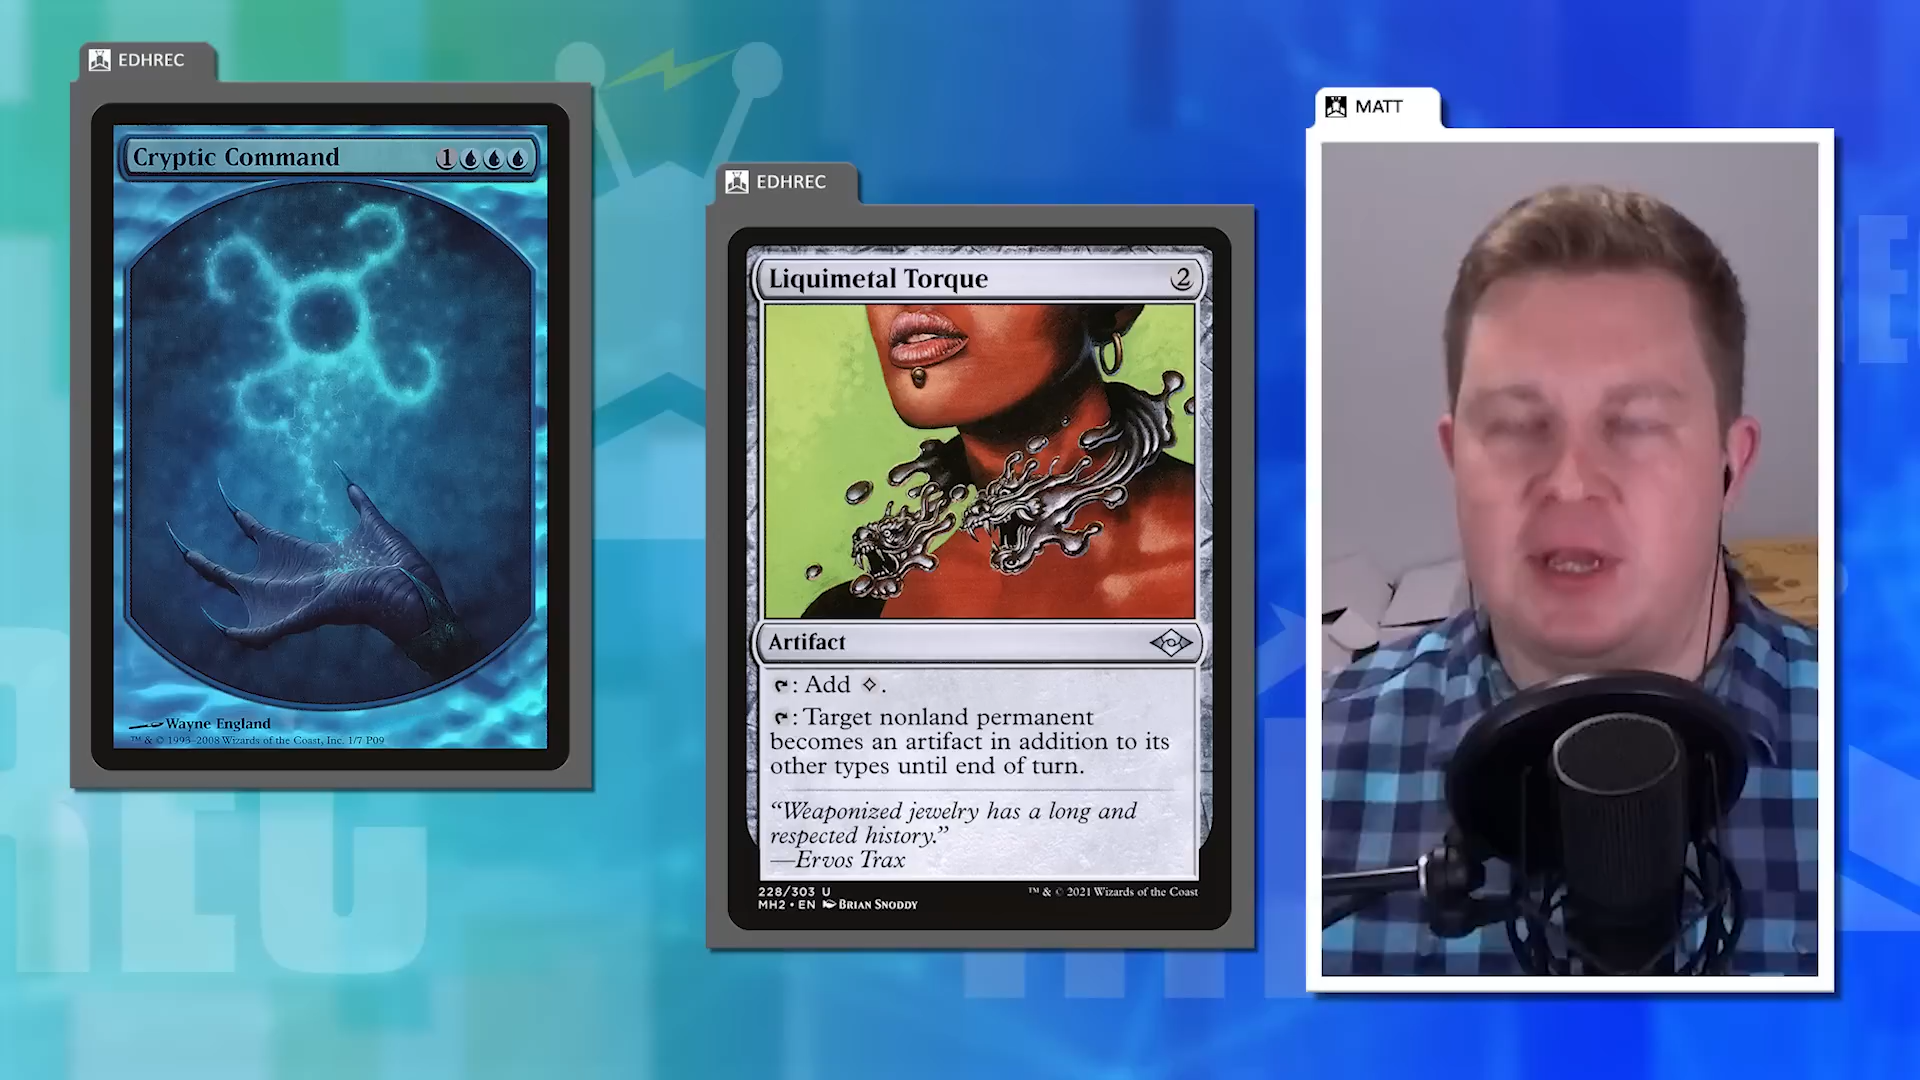 EDHREC
Cryptic Command
1
Wayne England
™ & © 1993–2008 Wizards of the Coast, Inc. 1/7 P09
EDHREC
Liquimetal Torque
2
Artifact
: Add .
: Target nonland permanent
becomes an artifact in addition to its
other types until end of turn.
“Weaponized jewelry has a long and
respected history.”
—Ervos Trax
228/303 U
MH2 • EN Brian Snoddy
™ & © 2021 Wizards of the Coast
MATT
REC